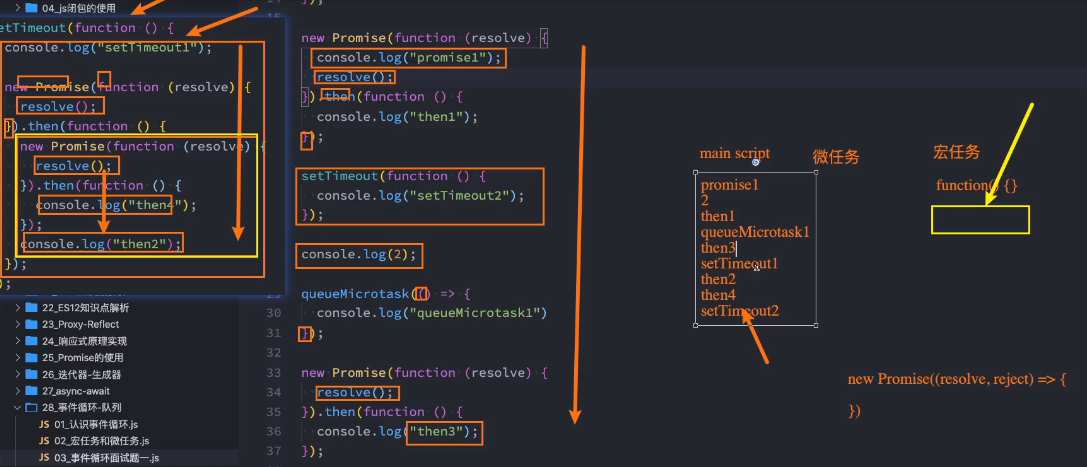 04_js闭包的使用
setTimeout(function () {
console.log("setTimeout1");
new Promise(function (resolve) {
resolve();
}).then(function () {
new Promise(function (resolve) {
resolve();
}).then(function () {
console.log("then4");
});
console.log("then2");
});
});
22_ES12知识点解析
23_Proxy-Reflect
24_响应式原理实现
25_Promise的使用
26_迭代器-生成器
27_async-await
28_事件循环-队列
JS 01_认识事件循环.js
JS 02_宏任务和微任务.js
JS 03_事件循环面试题一.js
});
new Promise(function (resolve) {
console.log("promise1");
resolve();
}).then(function () {
console.log("then1");
});
setTimeout(function () {
console.log("setTimeout2");
});
console.log(2);
queueMicrotask(() => {
30 console.log("queueMicrotask1")
31 });
32
33 new Promise(function (resolve) {
34 resolve();
35 }).then(function () {
36 console.log("then3");
37 });
main script
微任务
宏任务
promise1
2
then1
queueMicrotask1
then3
setTimeout1
then2
then4
setTimeout2
function() {}
new Promise((resolve, reject) => {
})